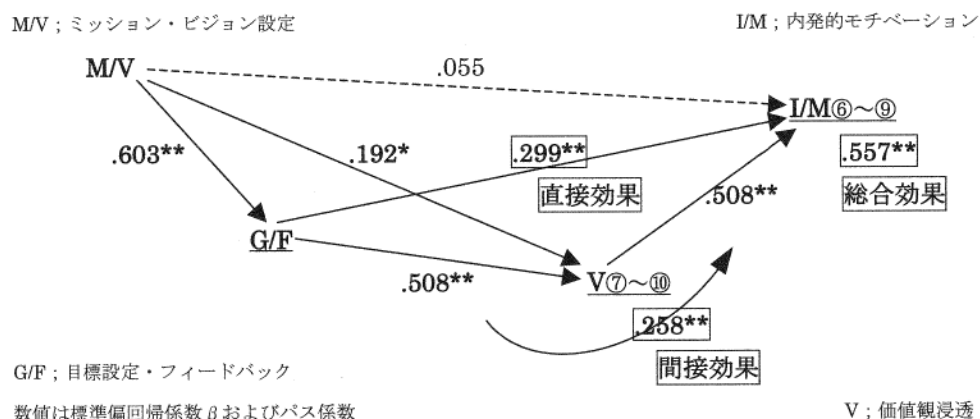 M/V；ミッション・ビジョン設定
I/M；内発的モチベーション
M/V
.055
I/M⑥～⑨
.603**
.192*
.299**
.557**
直接効果
.508**
総合効果
G/F
.508**
V⑦～⑩
.258**
間接効果
G/F；目標設定・フィードバック
数値は標準偏回帰係数βおよびパス係数
V；価値観浸透